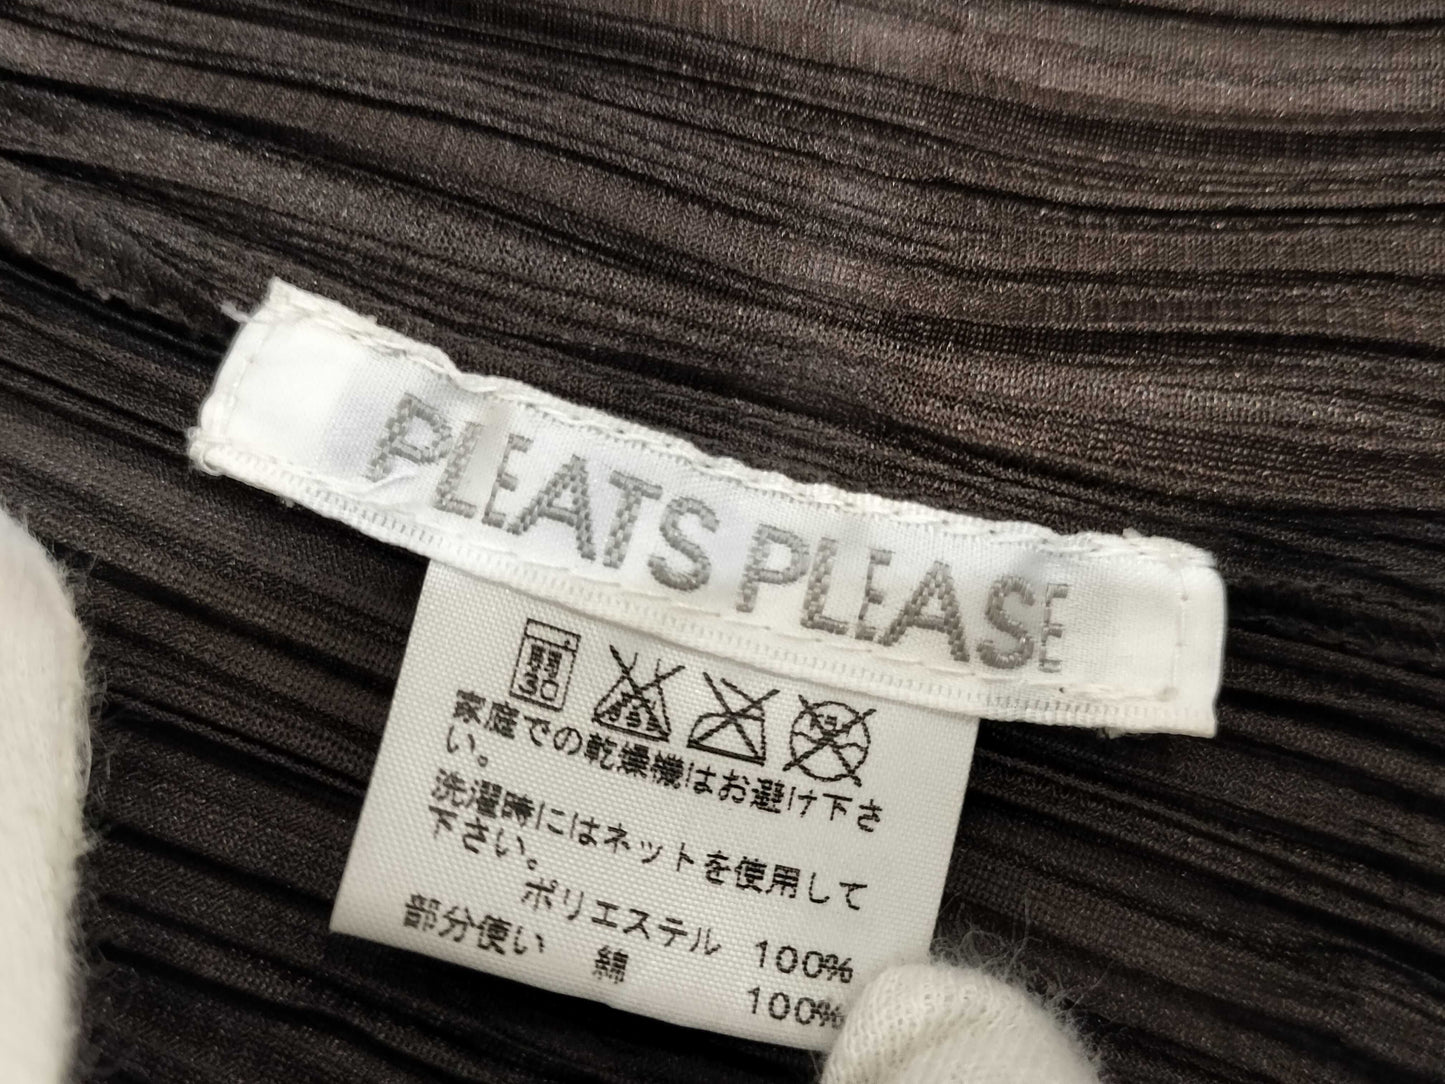 PLEATS PLEASE
弱
30
家庭での乾燥機はお避け下さ
い。
洗濯時にはネットを使用して
下さい。
ポリエステル 100%
部分使い 綿 100%